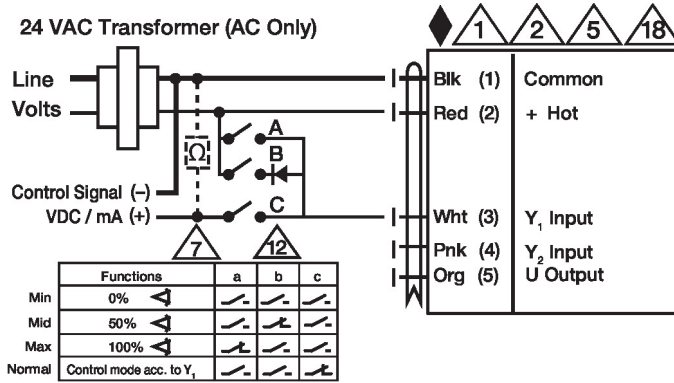 24 VAC Transformer (AC Only)
1 2 5 18
Line
Volts
Blk (1) Common
Red (2) + Hot
A
Ω
B
Control Signal (–)
VDC / mA (+)
C
Wht (3) Y₁ Input
Pnk (4) Y₂ Input
Org (5) U Output
7 12
Functions a b c
Min 0%
Mid 50%
Max 100%
Normal Control mode acc. to Y₁